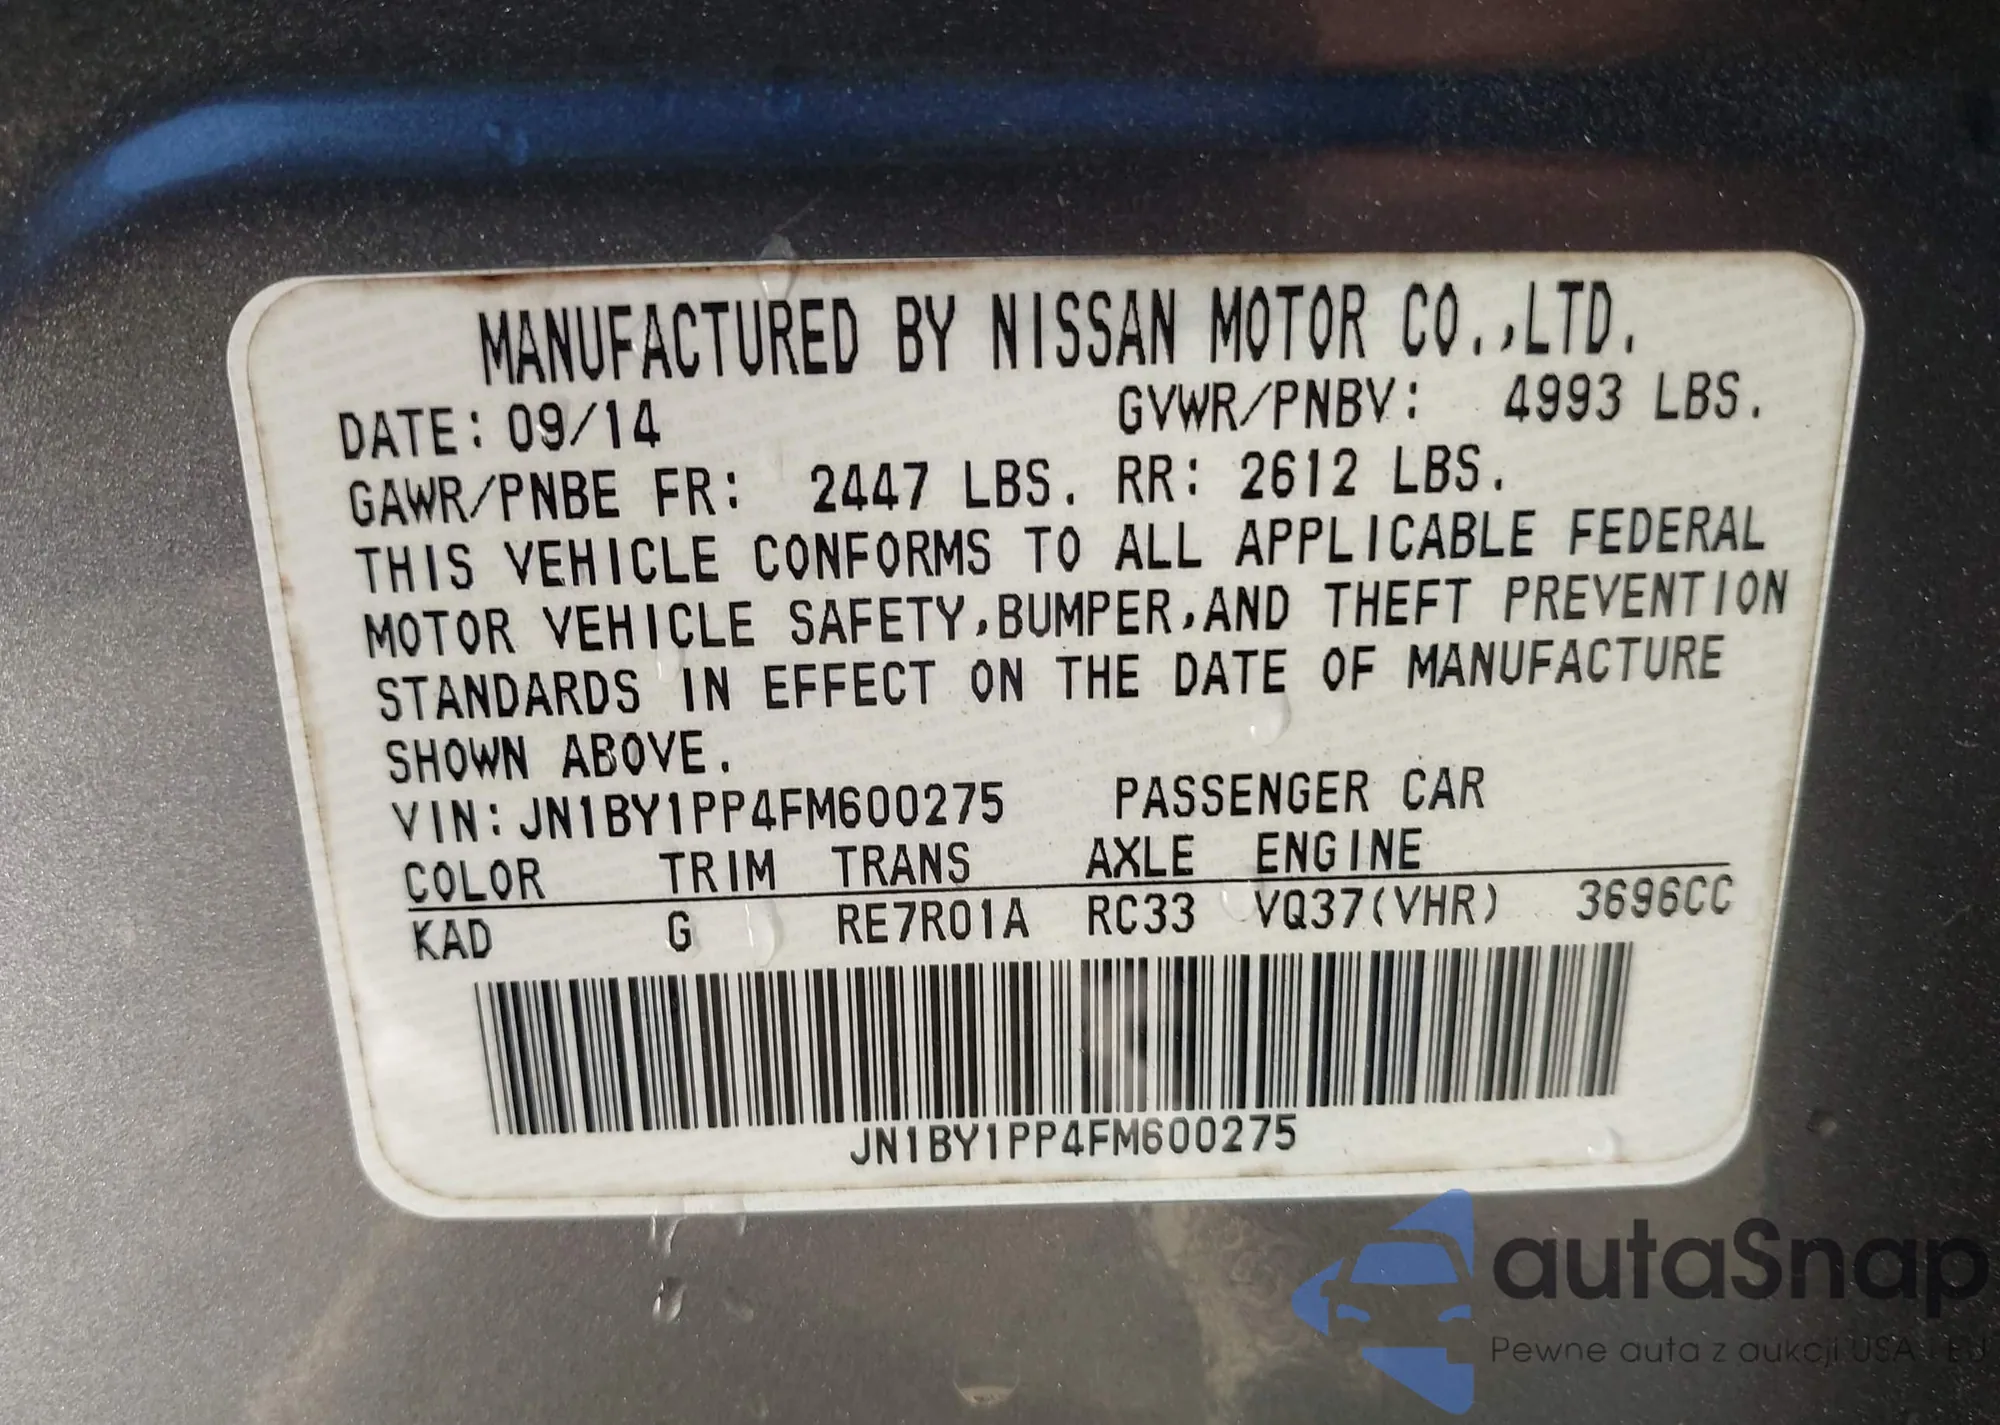 MANUFACTURED BY NISSAN MOTOR CO.,LTD.
DATE: 09/14 GVWR/PNBV: 4993 LBS.
GAWR/PNBE FR: 2447 LBS. RR: 2612 LBS.
THIS VEHICLE CONFORMS TO ALL APPLICABLE FEDERAL
MOTOR VEHICLE SAFETY,BUMPER,AND THEFT PREVENTION
STANDARDS IN EFFECT ON THE DATE OF MANUFACTURE
SHOWN ABOVE.
VIN:JN1BY1PP4FM600275 PASSENGER CAR
COLOR TRIM TRANS AXLE ENGINE
KAD G RE7R01A RC33 VQ37(VHR) 3696CC
JN1BY1PP4FM600275
autaSnap
Pewne auta z aukcji USA i EU